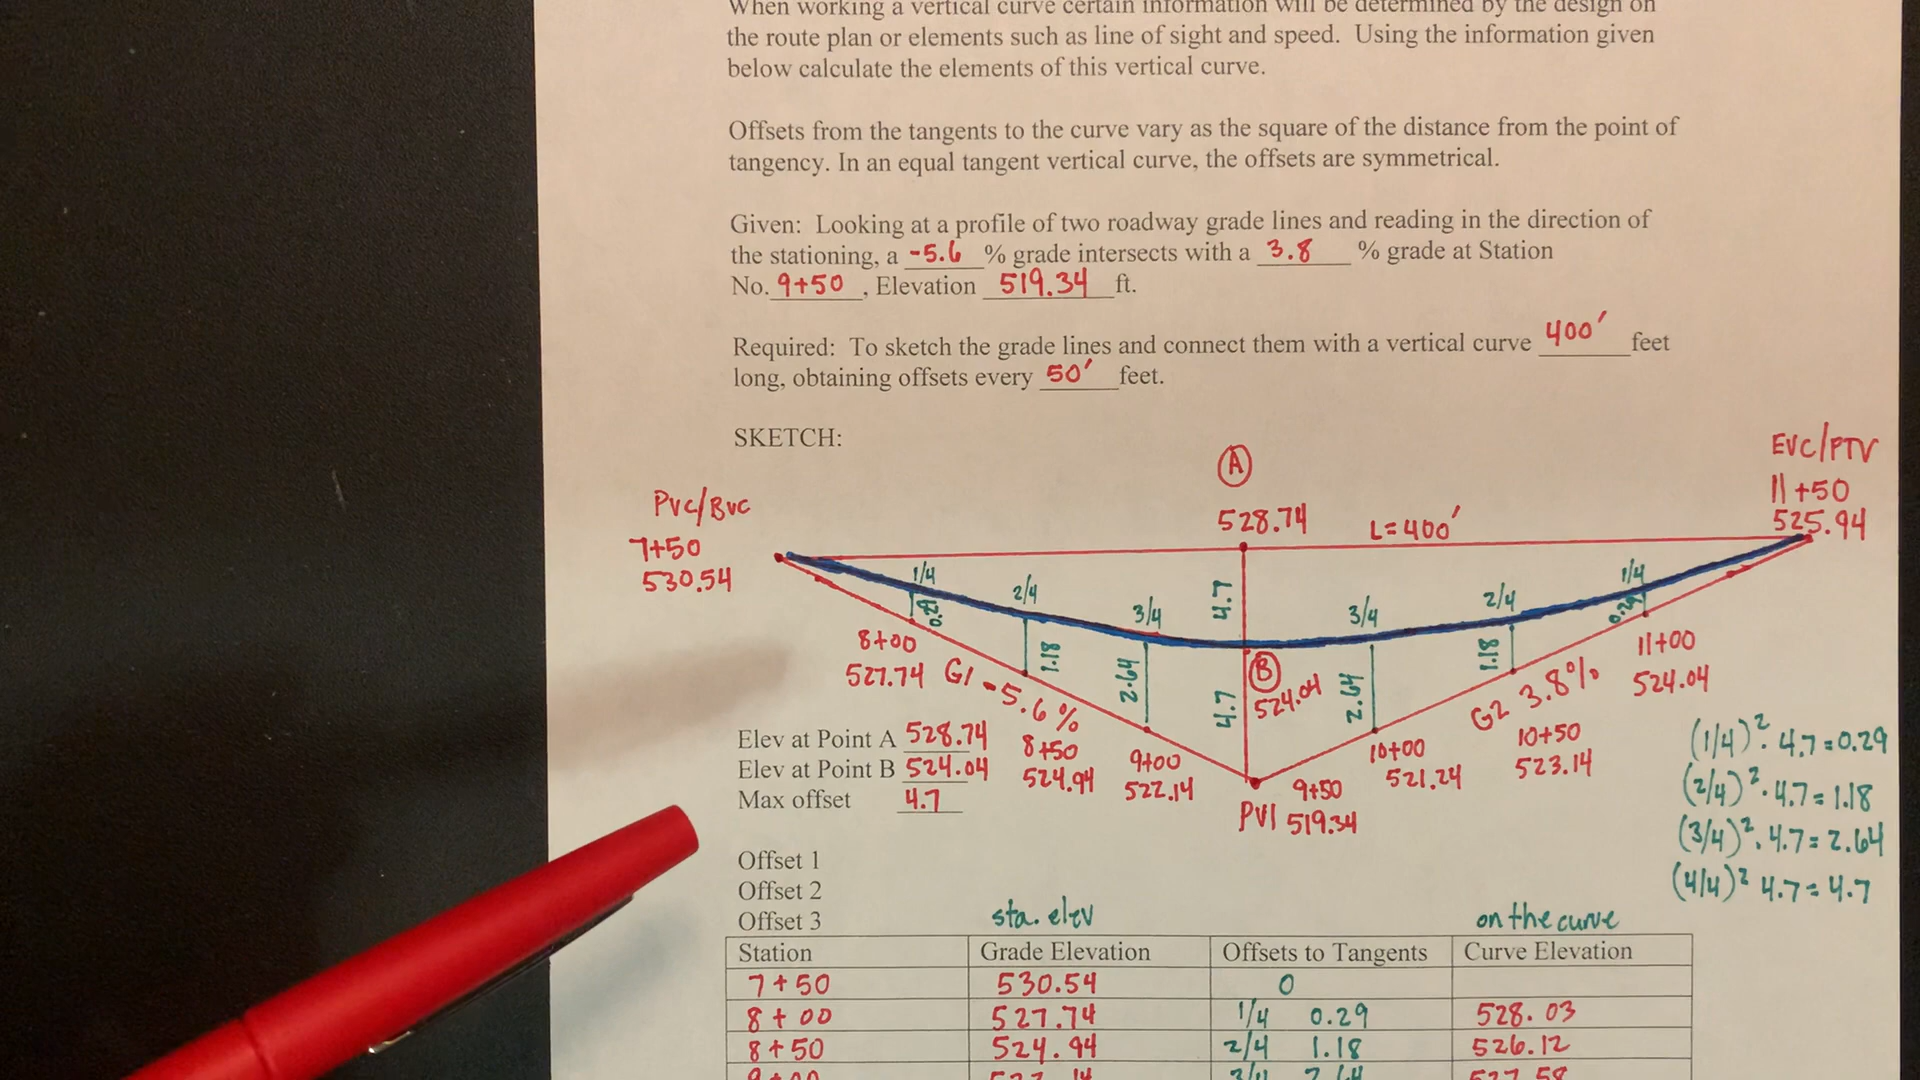 When working a vertical curve certain information will be determined by the design on
the route plan or elements such as line of sight and speed. Using the information given
below calculate the elements of this vertical curve.
Offsets from the tangents to the curve vary as the square of the distance from the point of
tangency. In an equal tangent vertical curve, the offsets are symmetrical.
Given: Looking at a profile of two roadway grade lines and reading in the direction of
the stationing, a -5.6 % grade intersects with a 3.8 % grade at Station
No. 9+50, Elevation 519.34 ft.
Required: To sketch the grade lines and connect them with a vertical curve 400' feet
long, obtaining offsets every 50' feet.
SKETCH:
A
EVC/PTV
11+50
525.94
PVC/BVC
7+50
530.54
528.74
L=400'
1/4
2/4
3/4
4.7
3/4
2/4
1/4
0.29
1.18
2.64
4.7
B
524.04
2.64
1.18
0.29
8+00
527.74
G1 -5.6%
8+50
524.94
9+00
522.14
PVI
9+50
519.34
10+00
521.24
G2 3.8%
10+50
523.14
11+00
524.04
(1/4)² · 4.7 = 0.29
(2/4)² · 4.7 = 1.18
(3/4)² · 4.7 = 2.64
(4/4)² 4.7 = 4.7
Elev at Point A 528.74
Elev at Point B 524.04
Max offset 4.7
Offset 1
Offset 2
Offset 3
sta. elev
on the curve
Station Grade Elevation Offsets to Tangents Curve Elevation
7+50 530.54 0
8+00 527.74 1/4 0.29 528.03
8+50 524.94 2/4 1.18 526.12